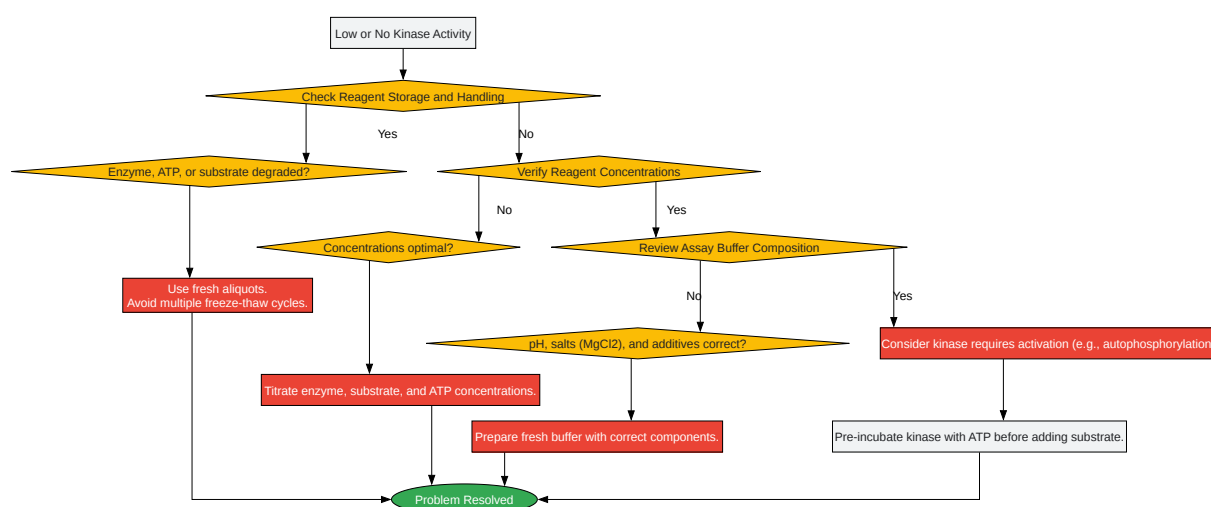 Low or No Kinase Activity
Check Reagent Storage and Handling
Yes
No
Enzyme, ATP, or substrate degraded?
Verify Reagent Concentrations
No
Yes
Concentrations optimal?
Review Assay Buffer Composition
Use fresh aliquots.
Avoid multiple freeze-thaw cycles.
No
Yes
pH, salts (MgCl2), and additives correct?
Consider kinase requires activation (e.g., autophosphorylation
Titrate enzyme, substrate, and ATP concentrations.
Prepare fresh buffer with correct components.
Pre-incubate kinase with ATP before adding substrate.
Problem Resolved